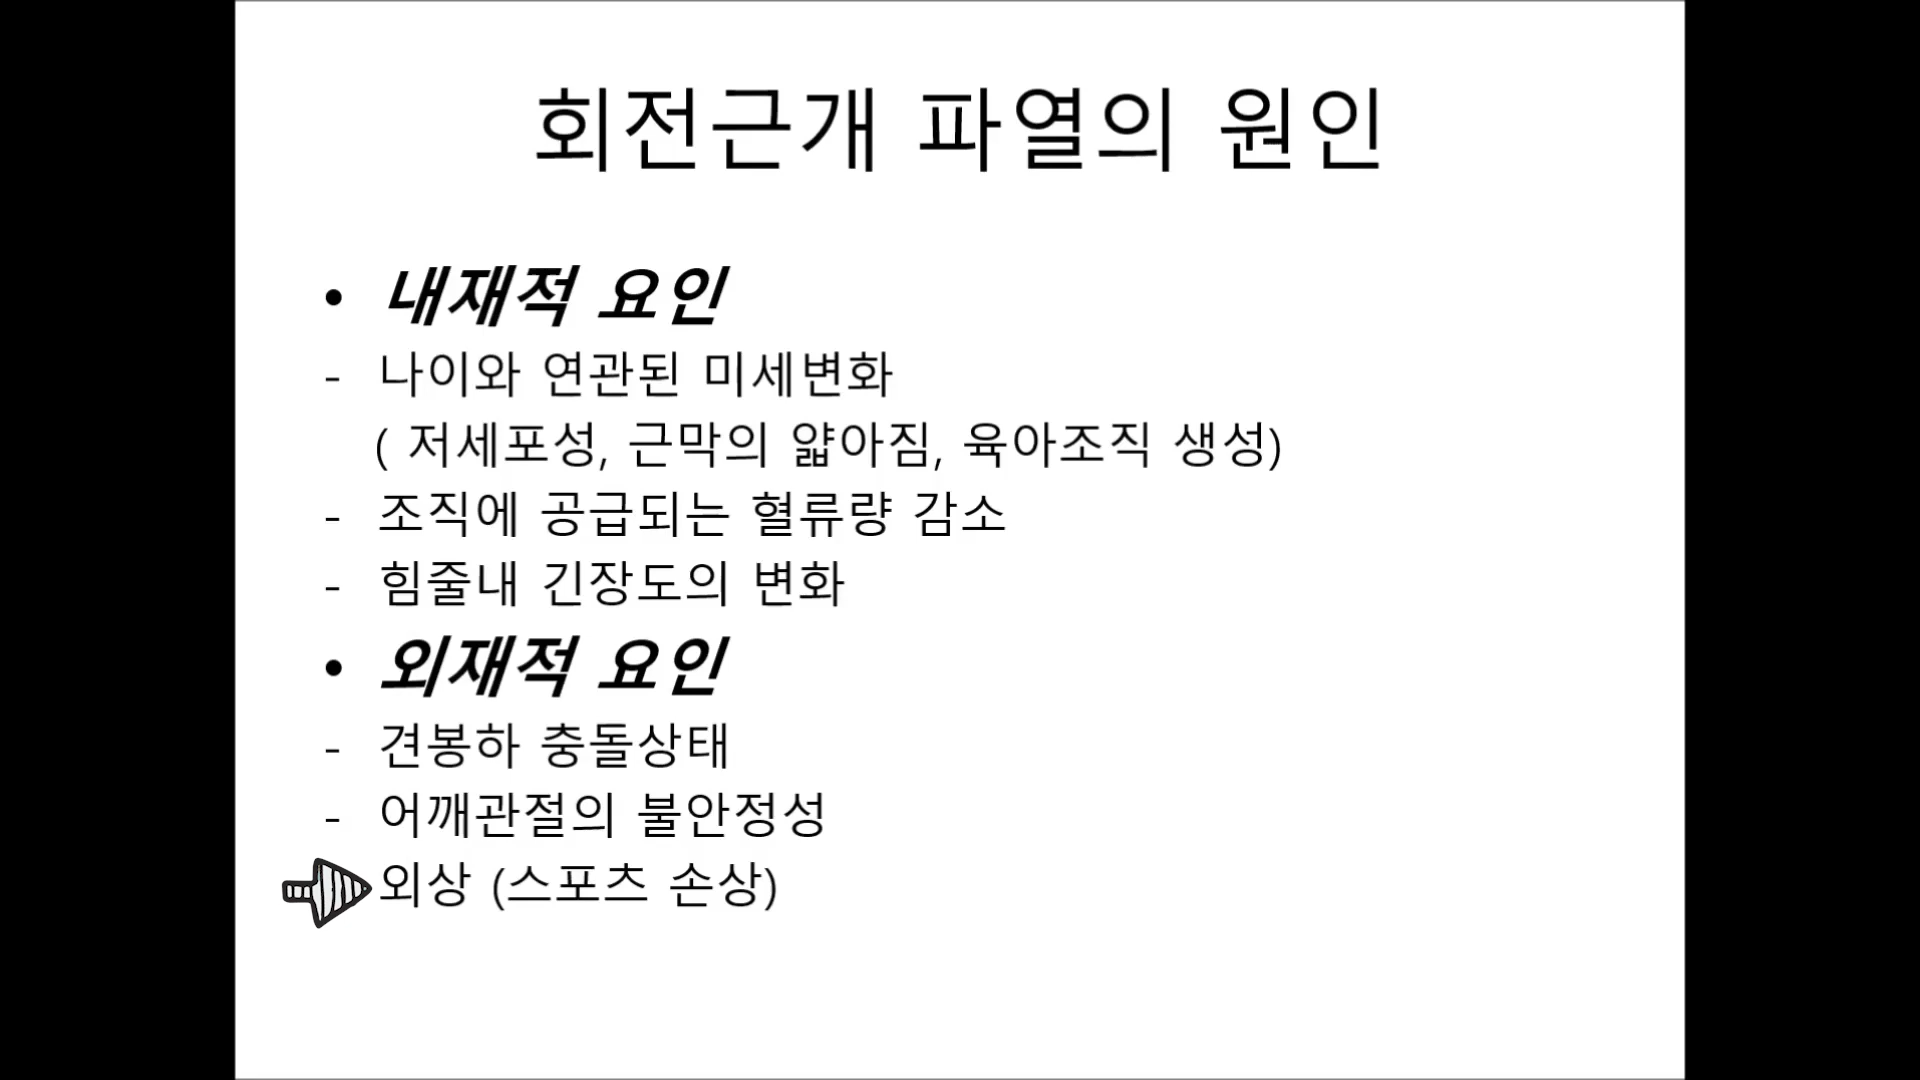 회전근개 파열의 원인
• 내재적 요인
- 나이와 연관된 미세변화
( 저세포성, 근막의 얇아짐, 육아조직 생성)
- 조직에 공급되는 혈류량 감소
- 힘줄내 긴장도의 변화
• 외재적 요인
- 견봉하 충돌상태
- 어깨관절의 불안정성
외상 (스포츠 손상)